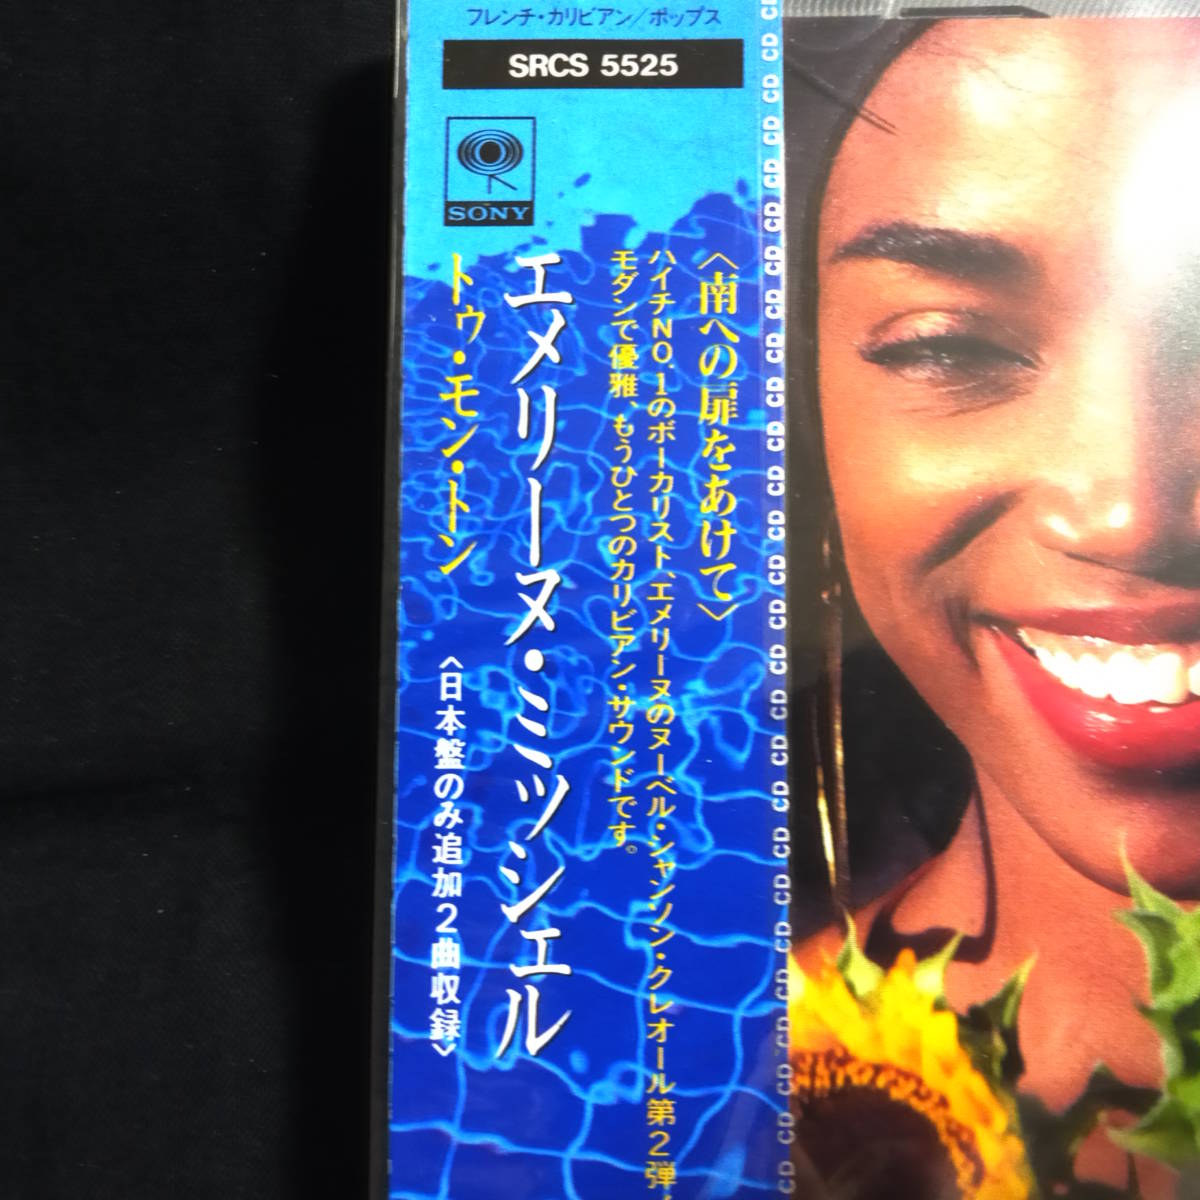 フレンチ・カリビアン/ポップス
SRCS 5525
SONY
〈南への扉をあけて〉
ハイチNO.1のボーカリスト、エメリーヌのヌーベル・シャンソン・クレオール第2弾
モダンで優雅、もうひとつのカリビアン・サウンドです。
エメリーヌ・ミッシェル
トゥ・モン・トン
〈日本盤のみ追加2曲収録〉
CD CD CD CD CD CD CD CD CD CD CD CD CD CD CD CD CD CD CD CD CD CD CD CD CD CD CD